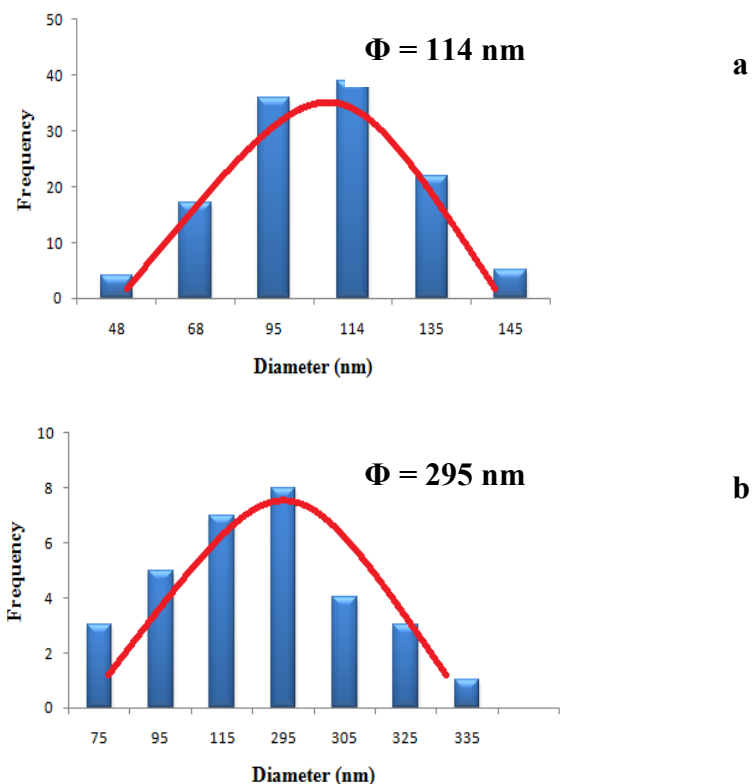 50
Φ = 114 nm
a
40
30
20
10
0
Frequency
48 68 95 114 135 145
Diameter (nm)
10
Φ = 295 nm
b
8
6
4
2
0
Frequency
75 95 115 295 305 325 335
Diameter (nm)